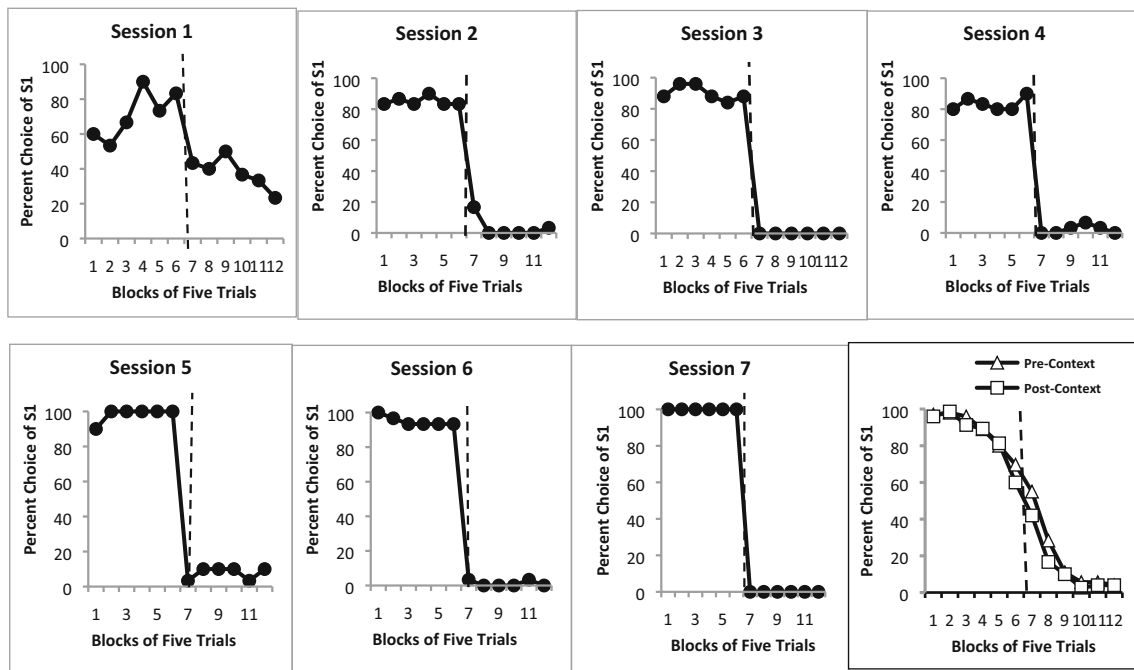 Session 1
Percent Choice of S1
100
80
60
40
20
0
1 2 3 4 5 6 7 8 9 101112
Blocks of Five Trials
Session 2
Percent Choice of S1
100
80
60
40
20
0
1 3 5 7 9 11
Blocks of Five Trials
Session 3
Percent Choice of S1
100
80
60
40
20
0
1 2 3 4 5 6 7 8 9 101112
Blocks of Five Trials
Session 4
Percent Choice of S1
100
80
60
40
20
0
1 3 5 7 9 11
Blocks of Five Trials
Session 5
Percent Choice of S1
100
80
60
40
20
0
1 3 5 7 9 11
Blocks of Five Trials
Session 6
Percent Choice of S1
100
80
60
40
20
0
1 3 5 7 9 11
Blocks of Five Trials
Session 7
Percent Choice of S1
100
80
60
40
20
0
1 3 5 7 9 11
Blocks of Five Trials
Pre-Context
Post-Context
Percent Choice of S1
100
80
60
40
20
0
1 2 3 4 5 6 7 8 9 101112
Blocks of Five Trials